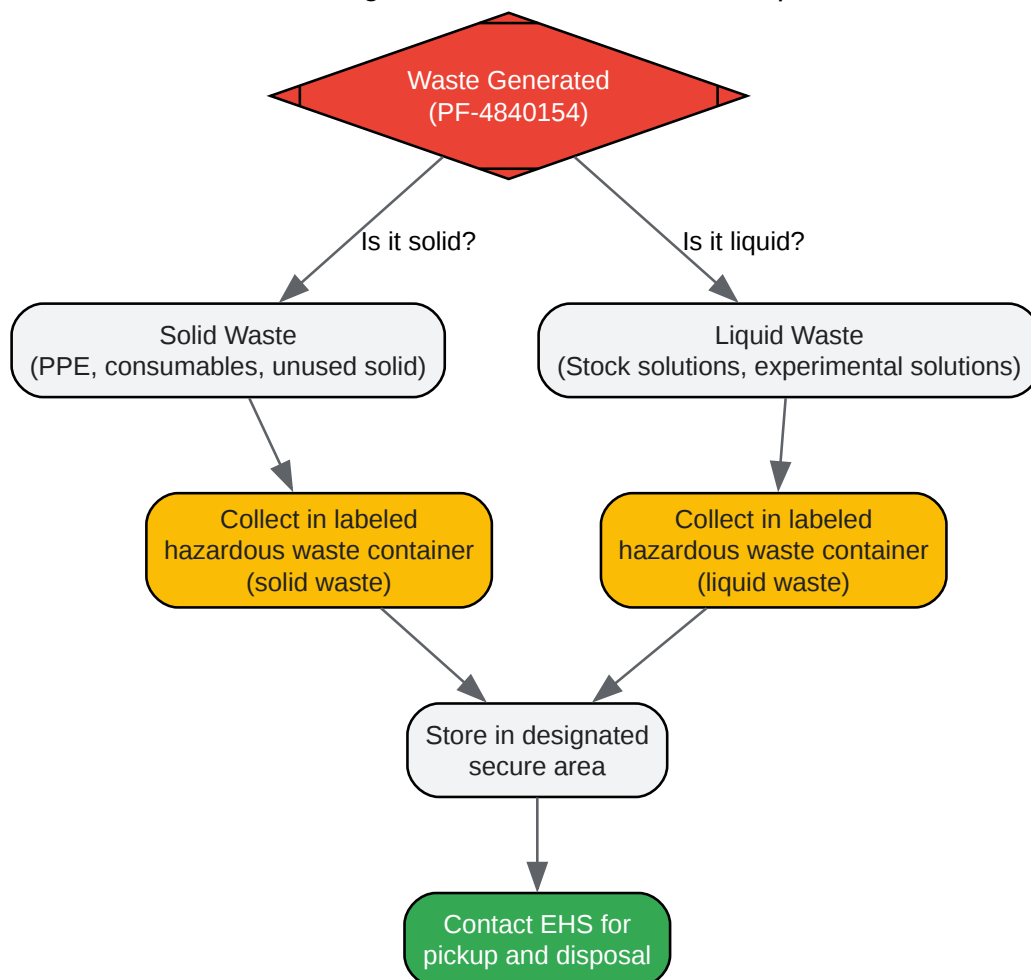 Waste Generated
(PF-4840154)
Is it solid?
Is it liquid?
Solid Waste
(PPE, consumables, unused solid)
Liquid Waste
(Stock solutions, experimental solutions)
Collect in labeled
hazardous waste container
(solid waste)
Collect in labeled
hazardous waste container
(liquid waste)
Store in designated
secure area
Contact EHS for
pickup and disposal